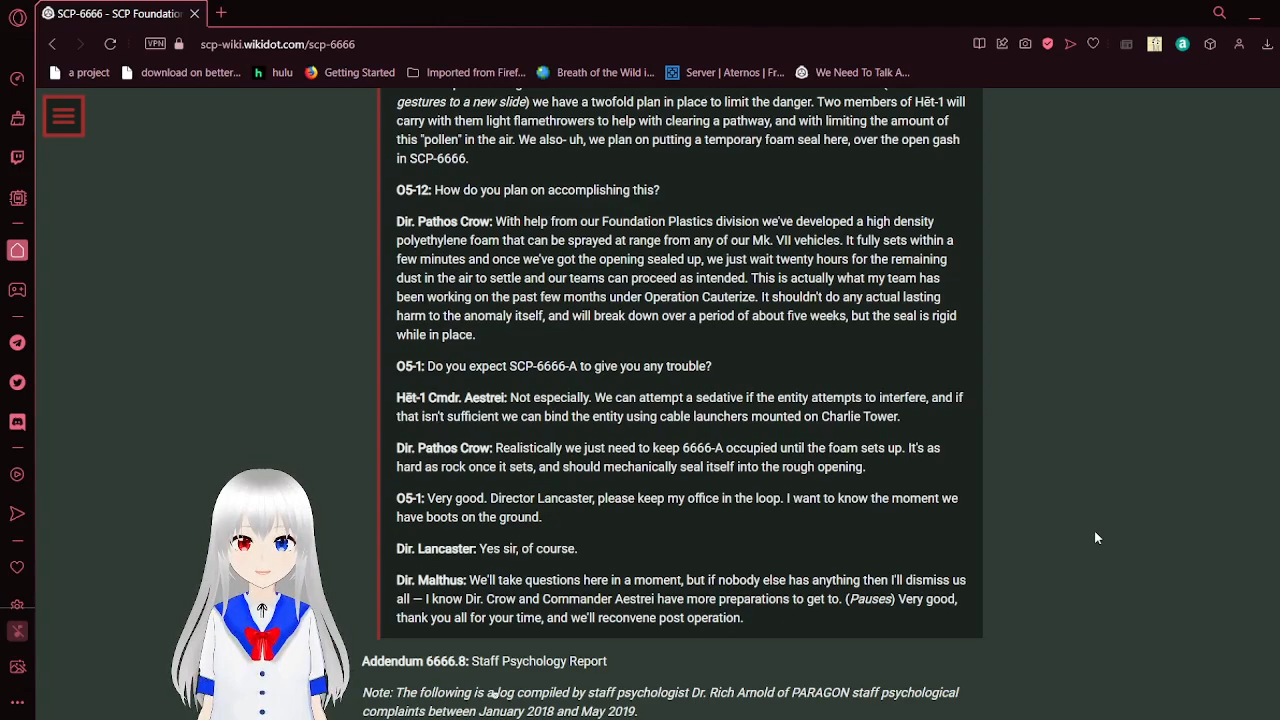 SCP-6666 - SCP Foundation
scp-wiki.wikidot.com/scp-6666
VPN
a project
download on better...
hulu
Getting Started
Imported from Firef...
Breath of the Wild i...
Server | Aternos | Fr...
We Need To Talk A...
gestures to a new slide) we have a twofold plan in place to limit the danger. Two members of Hēt-1 will
carry with them light flamethrowers to help with clearing a pathway, and with limiting the amount of
this "pollen" in the air. We also- uh, we plan on putting a temporary foam seal here, over the open gash
in SCP-6666.
O5-12: How do you plan on accomplishing this?
Dir. Pathos Crow: With help from our Foundation Plastics division we've developed a high density
polyethylene foam that can be sprayed at range from any of our Mk. VII vehicles. It fully sets within a
few minutes and once we've got the opening sealed up, we just wait twenty hours for the remaining
dust in the air to settle and our teams can proceed as intended. This is actually what my team has
been working on the past few months under Operation Cauterize. It shouldn't do any actual lasting
harm to the anomaly itself, and will break down over a period of about five weeks, but the seal is rigid
while in place.
O5-1: Do you expect SCP-6666-A to give you any trouble?
Hēt-1 Cmdr. Aestrei: Not especially. We can attempt a sedative if the entity attempts to interfere, and if
that isn't sufficient we can bind the entity using cable launchers mounted on Charlie Tower.
Dir. Pathos Crow: Realistically we just need to keep 6666-A occupied until the foam sets up. It's as
hard as rock once it sets, and should mechanically seal itself into the rough opening.
O5-1: Very good. Director Lancaster, please keep my office in the loop. I want to know the moment we
have boots on the ground.
Dir. Lancaster: Yes sir, of course.
Dir. Malthus: We'll take questions here in a moment, but if nobody else has anything then I'll dismiss us
all — I know Dir. Crow and Commander Aestrei have more preparations to get to. (Pauses) Very good,
thank you all for your time, and we'll reconvene post operation.
Addendum 6666.8: Staff Psychology Report
Note: The following is a log compiled by staff psychologist Dr. Rich Arnold of PARAGON staff psychological
complaints between January 2018 and May 2019.